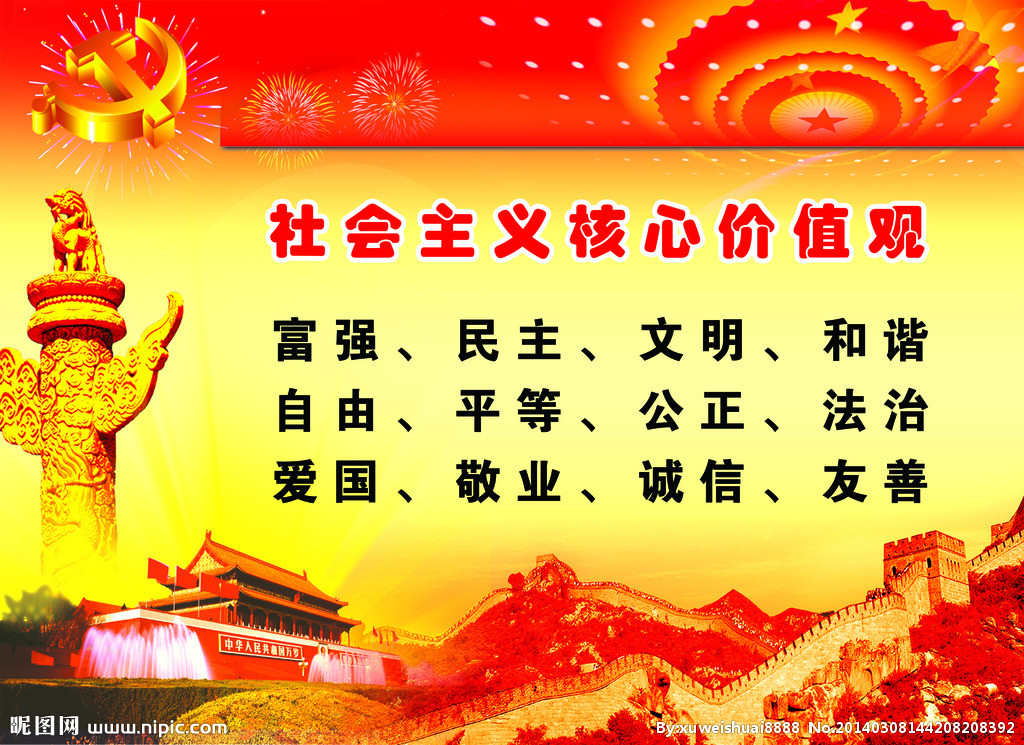 社会主义核心价值观
富强、民主、文明、和谐
自由、平等、公正、法治
爱国、敬业、诚信、友善
中华人民共和国万岁
昵图网 www.nipic.com
By:xuweishuai8888 No.20140308144208208392